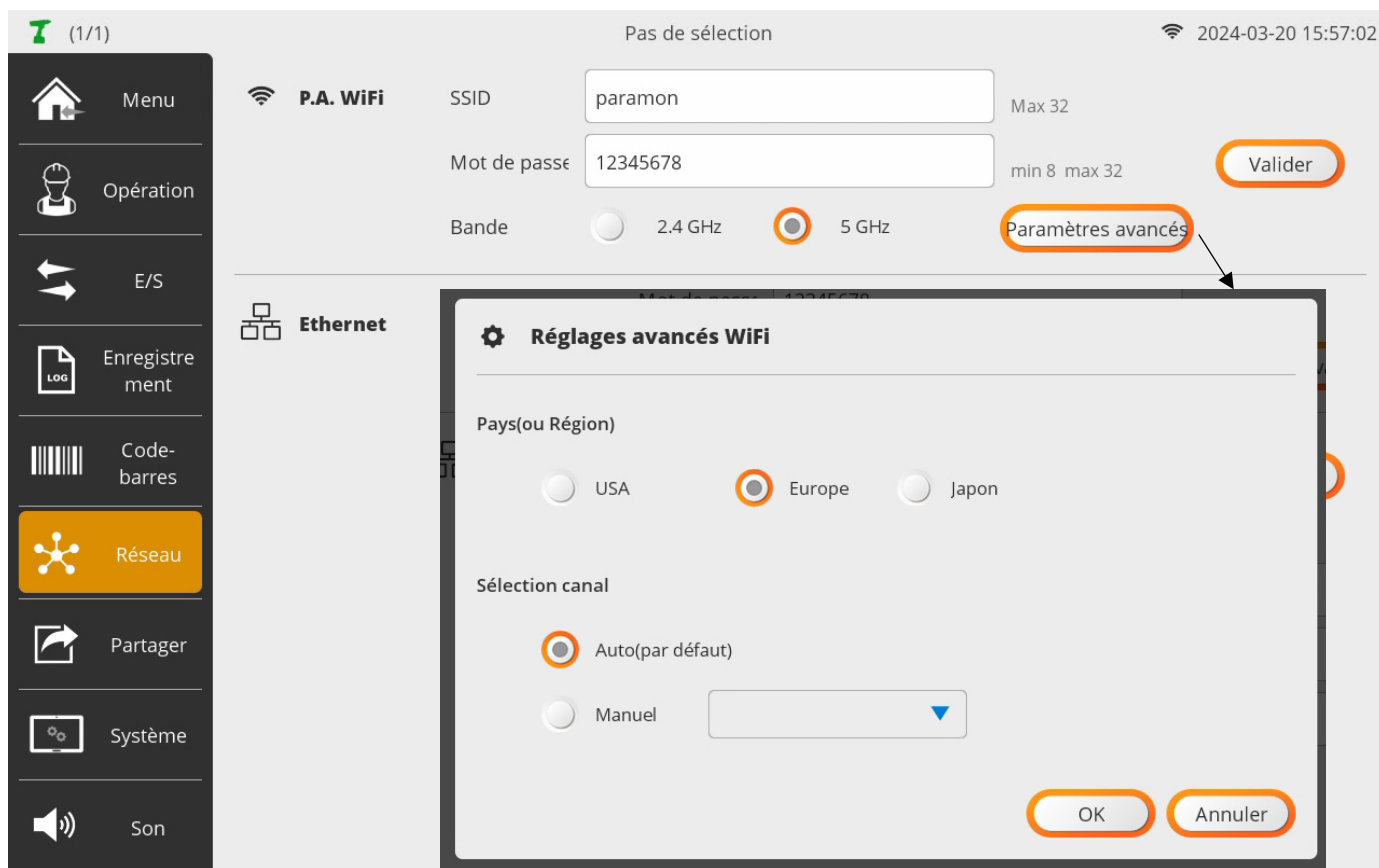 (1/1)
Pas de sélection
2024-03-20 15:57:02
Menu
Opération
E/S
LOG
Enregistre
ment
Code-
barres
Réseau
Partager
Système
Son
P.A. WiFi
SSID
paramon
Max 32
Mot de passe
12345678
min 8 max 32
Valider
Bande
2.4 GHz
5 GHz
Paramètres avancés
Ethernet
Réglages avancés WiFi
Pays(ou Région)
USA
Europe
Japon
Sélection canal
Auto(par défaut)
Manuel
OK
Annuler